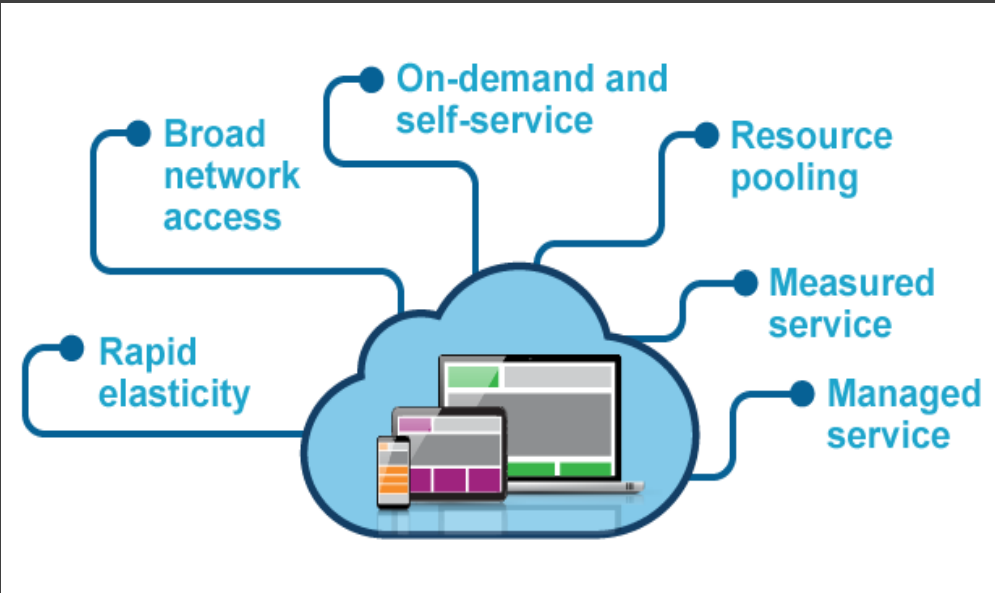 Rapid
elasticity
Broad
network
access
On-demand and
self-service
Resource
pooling
Measured
service
Managed
service